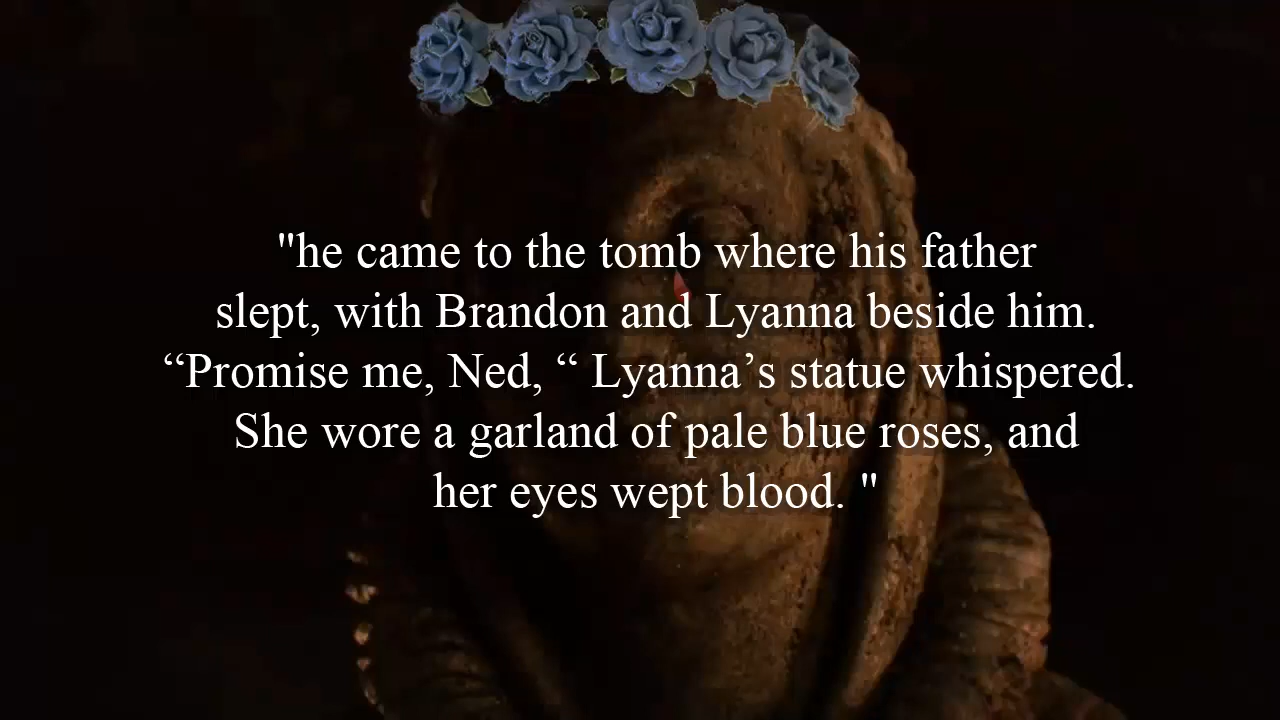 "he came to the tomb where his father
slept, with Brandon and Lyanna beside him.
“Promise me, Ned, “ Lyanna’s statue whispered.
She wore a garland of pale blue roses, and
her eyes wept blood. "